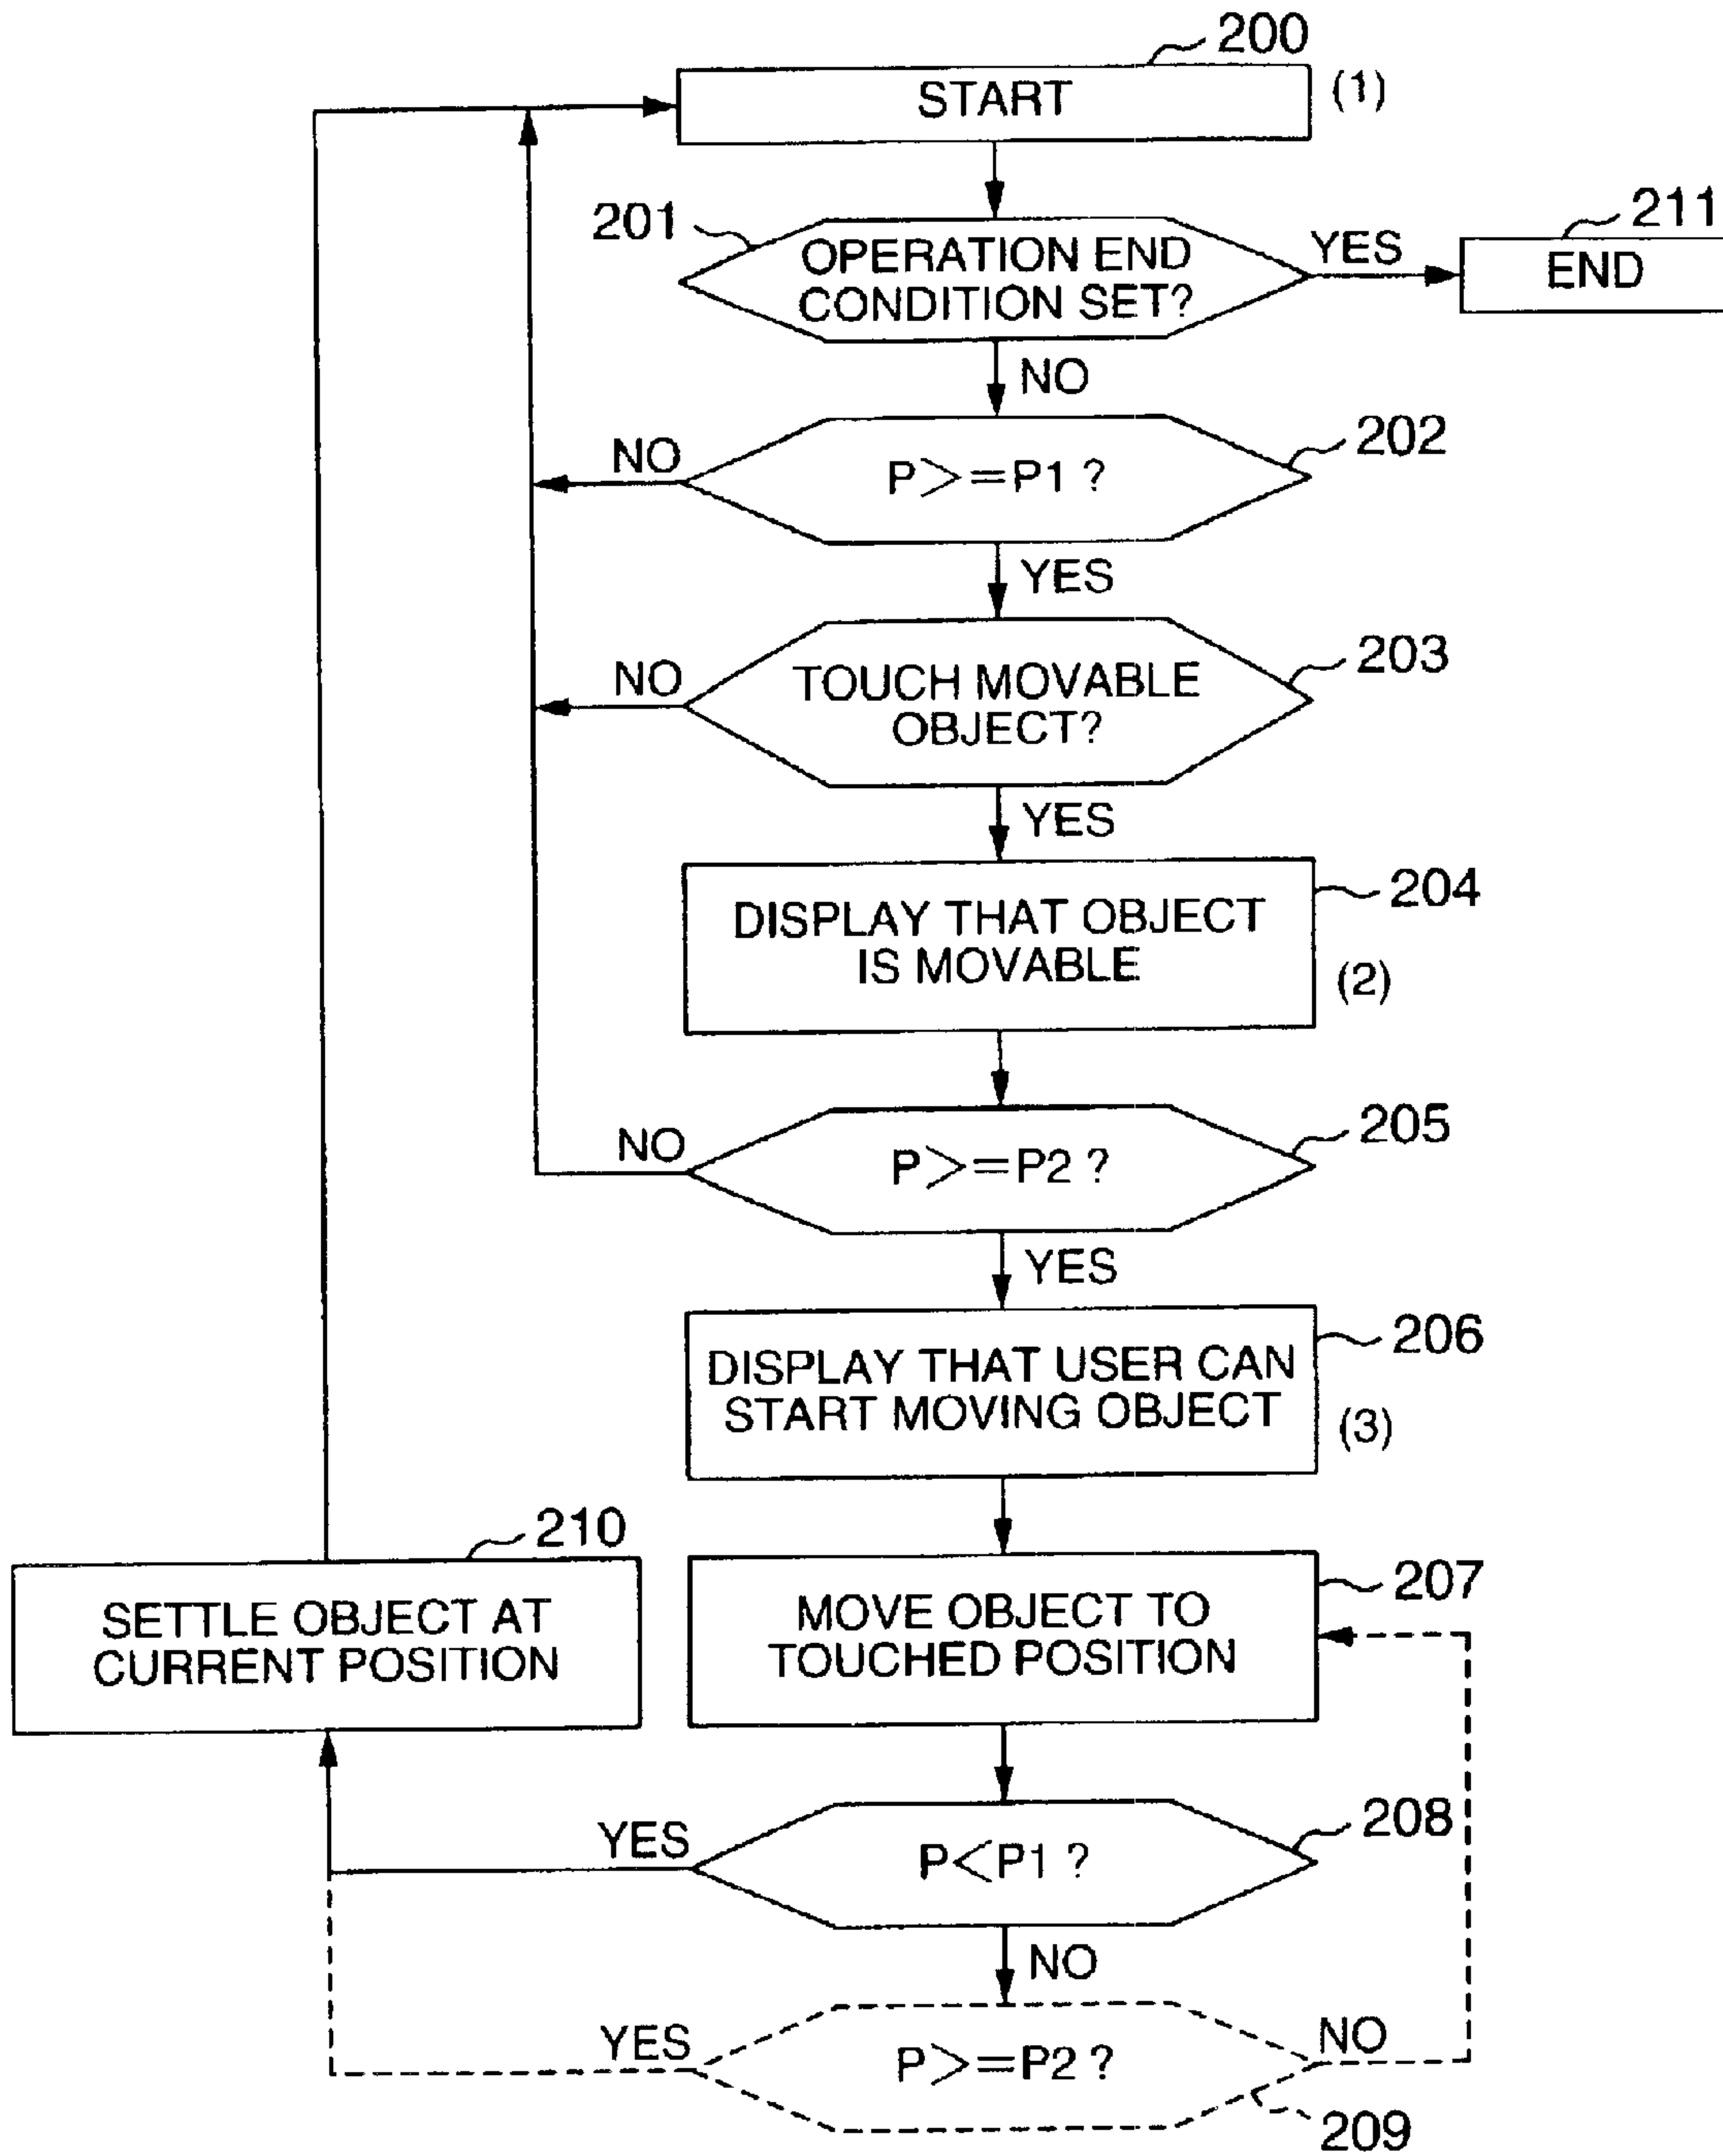 200
START
(1)
201
OPERATION END
CONDITION SET?
YES
211
END
NO
202
NO
P>=P1 ?
YES
203
NO
TOUCH MOVABLE
OBJECT?
YES
204
DISPLAY THAT OBJECT
IS MOVABLE
(2)
205
NO
P>=P2 ?
YES
206
DISPLAY THAT USER CAN
START MOVING OBJECT
(3)
210
SETTLE OBJECT AT
CURRENT POSITION
207
MOVE OBJECT TO
TOUCHED POSITION
208
YES
P<P1 ?
NO
YES
P>=P2 ?
NO
209